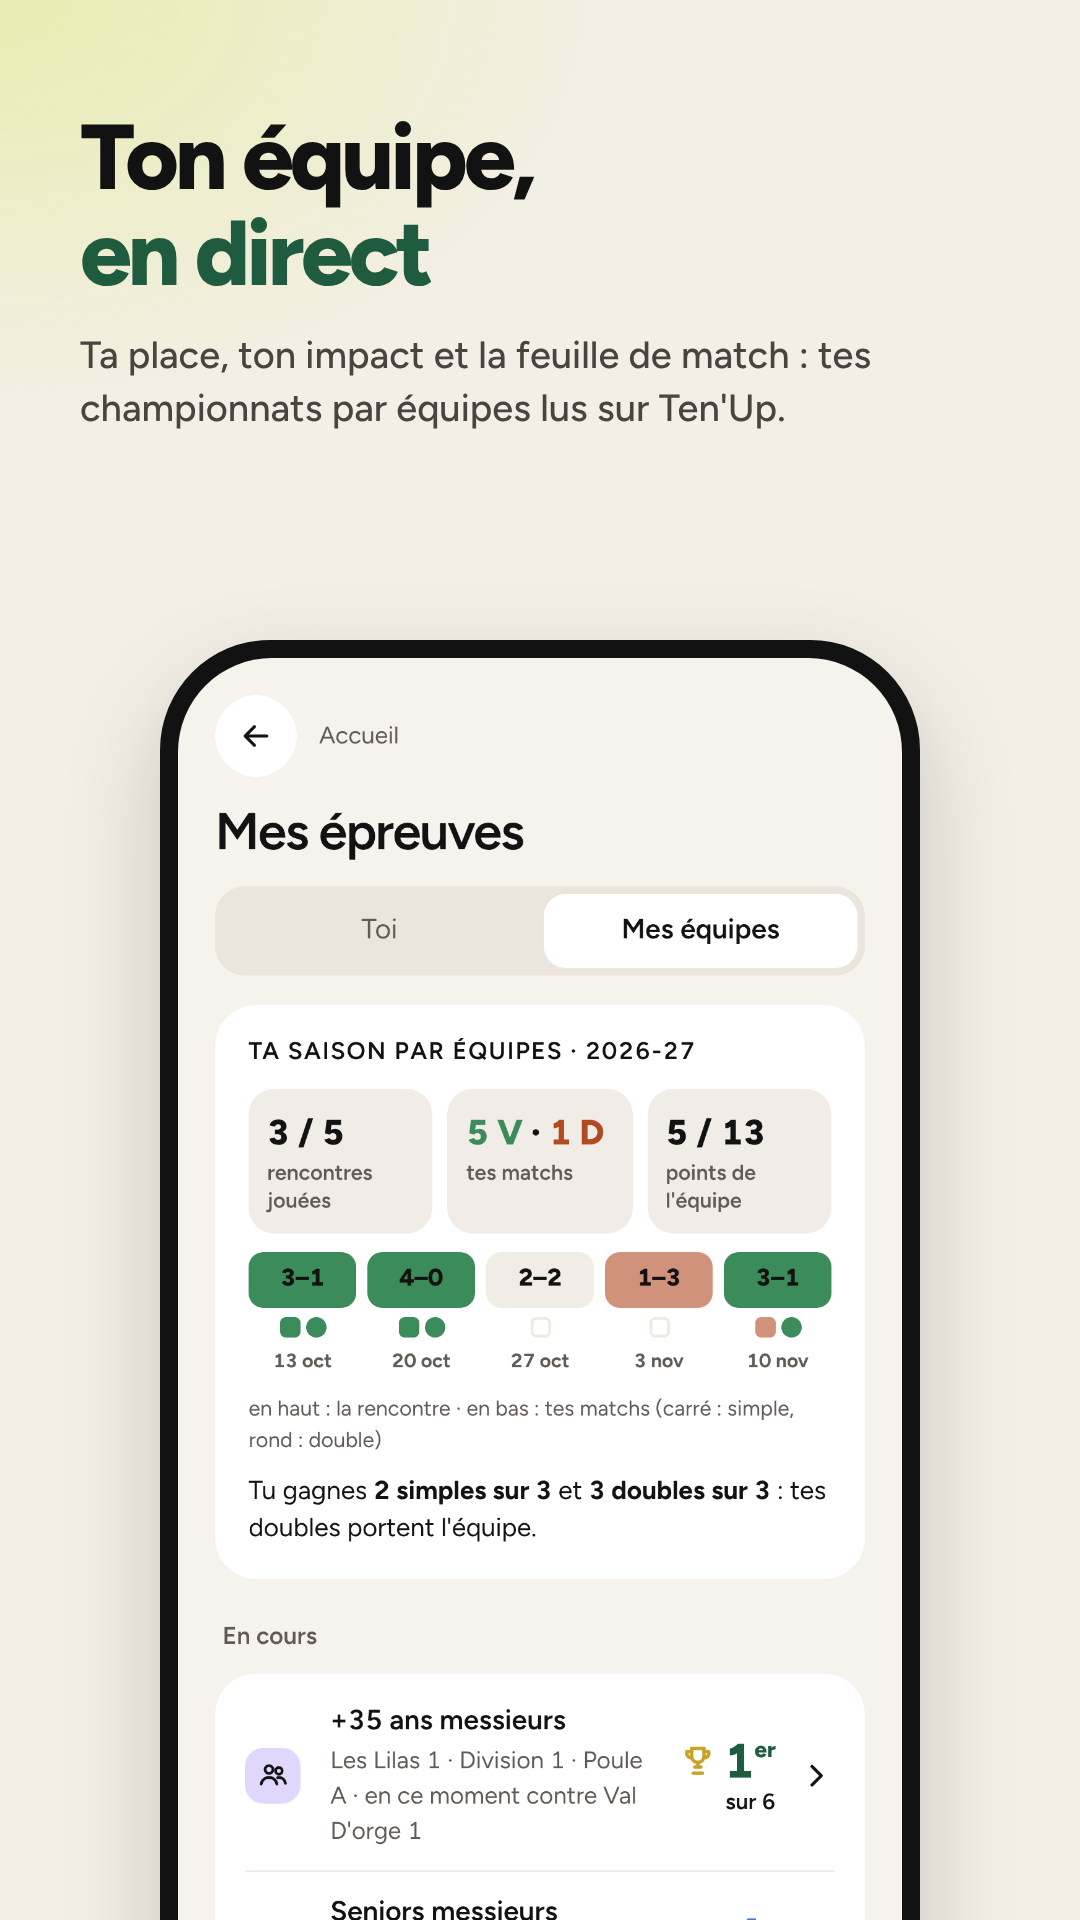 Ton équipe,
en direct
Ta place, ton impact et la feuille de match : tes
championnats par équipes lus sur Ten'Up.
Accueil
Mes épreuves
Toi
Mes équipes
TA SAISON PAR ÉQUIPES · 2026-27
3 / 5
rencontres
jouées
5 V · 1 D
tes matchs
5 / 13
points de
l'équipe
3–1
4–0
2–2
1–3
3–1
13 oct
20 oct
27 oct
3 nov
10 nov
en haut : la rencontre · en bas : tes matchs (carré : simple,
rond : double)
Tu gagnes 2 simples sur 3 et 3 doubles sur 3 : tes
doubles portent l'équipe.
En cours
+35 ans messieurs
Les Lilas 1 · Division 1 · Poule
A · en ce moment contre Val
D'orge 1
1er
sur 6
Seniors messieurs